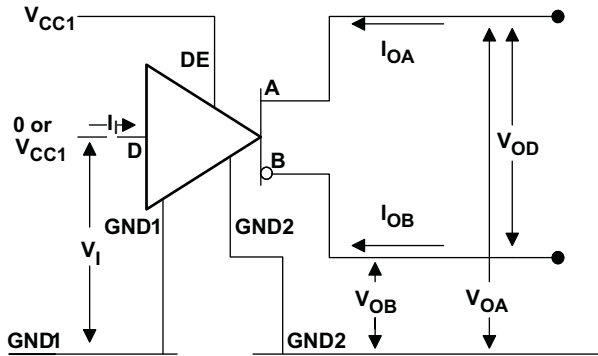 VCC1
DE
IOA
A
0 or
VCC1
II
D
B
VOD
GND1
GND2
IOB
VI
VOB
VOA
GND1
GND2